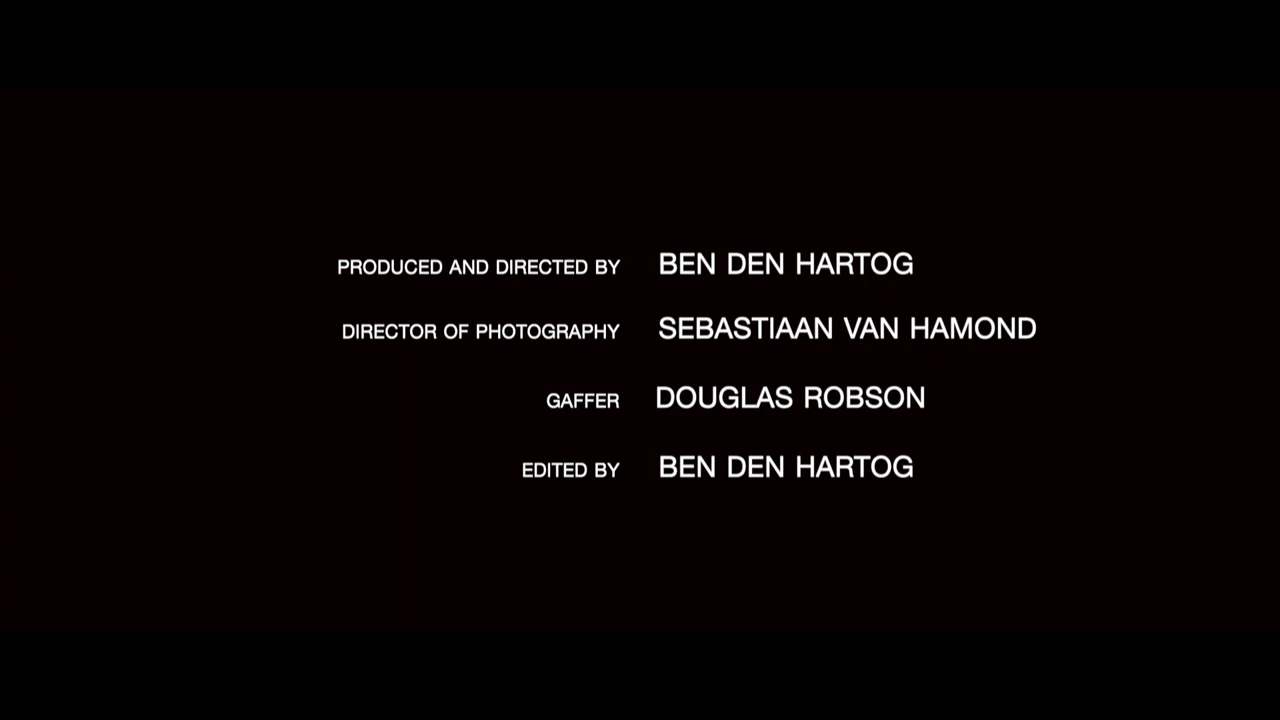 PRODUCED AND DIRECTED BY BEN DEN HARTOG
DIRECTOR OF PHOTOGRAPHY SEBASTIAAN VAN HAMOND
GAFFER DOUGLAS ROBSON
EDITED BY BEN DEN HARTOG